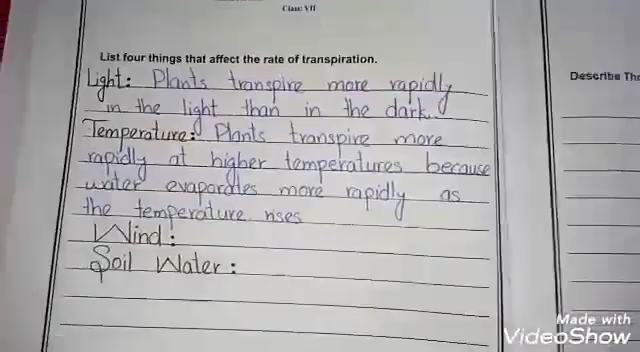 Class: VII
List four things that affect the rate of transpiration.
Light: Plants transpire more rapidly
in the light than in the dark.
Temperature: Plants transpire more
rapidly at higher temperatures because
water evaporates more rapidly as
the temperature rises
Wind:
Soil Water:
Describe
Made with
VideoShow